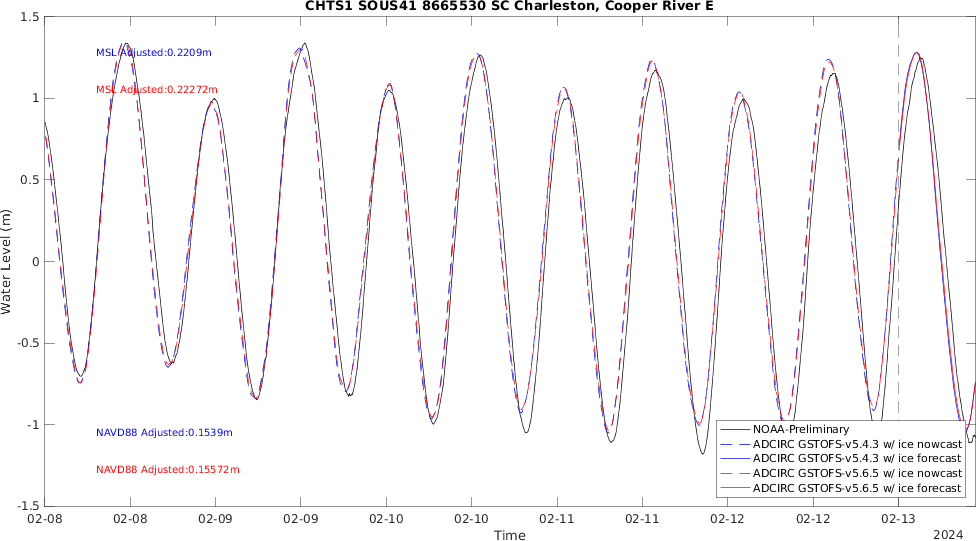 CHTS1 SOUS41 8665530 SC Charleston, Cooper River E
1.5
MSL Adjusted:0.2209m
MSL Adjusted:0.22272m
1
0.5
0
Water Level (m)
-0.5
-1
NAVD88 Adjusted:0.1539m
NAVD88 Adjusted:0.15572m
NOAA-Preliminary
ADCIRC GSTOFS-v5.4.3 w/ ice nowcast
ADCIRC GSTOFS-v5.4.3 w/ ice forecast
ADCIRC GSTOFS-v5.6.5 w/ ice nowcast
ADCIRC GSTOFS-v5.6.5 w/ ice forecast
-1.5
02-08 02-08 02-09 02-09 02-10 02-10 02-11 02-11 02-12 02-12 02-13
Time
2024